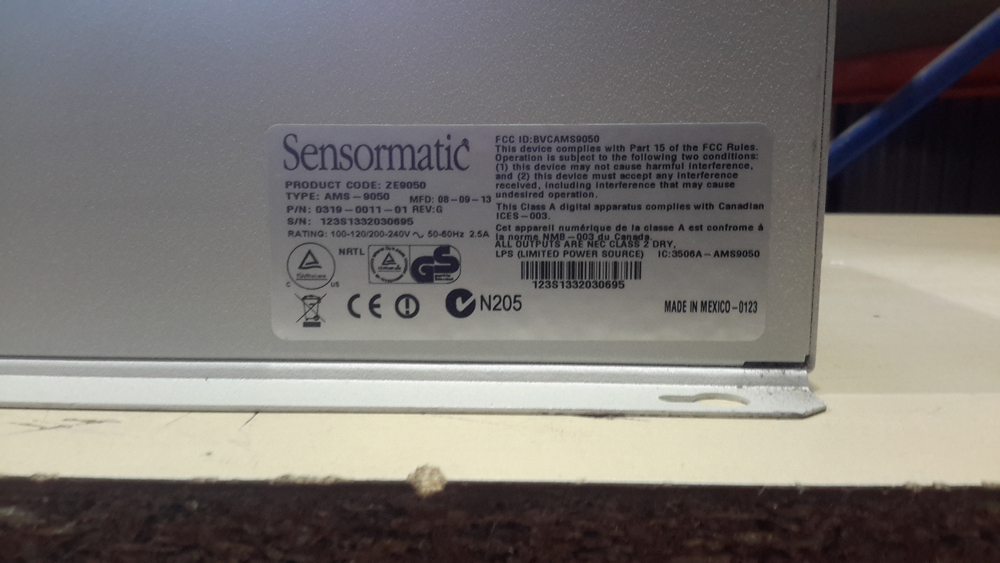 Sensormatic
PRODUCT CODE: ZE9050
TYPE: AMS-9050 MFD: 08-09-13
P/N: 0319-0011-01 REV:G
S/N: 123S1332030695
RATING: 100-120/200-240V ~ 50-60Hz 2.5A
NRTL
C US
GS
CE
N205
FCC ID:BVCAMS9050
This device complies with Part 15 of the FCC Rules.
Operation is subject to the following two conditions:
(1) this device may not cause harmful interference,
and (2) this device must accept any interference
received, including interference that may cause
undesired operation.
This Class A digital apparatus complies with Canadian
ICES-003.
Cet appareil numérique de la classe A est confrome á
la norme NMB-003 du Canada.
ALL OUTPUTS ARE NEC CLASS 2 DRY,
LPS (LIMITED POWER SOURCE) IC:3506A-AMS9050
123S1332030695
MADE IN MEXICO-0123